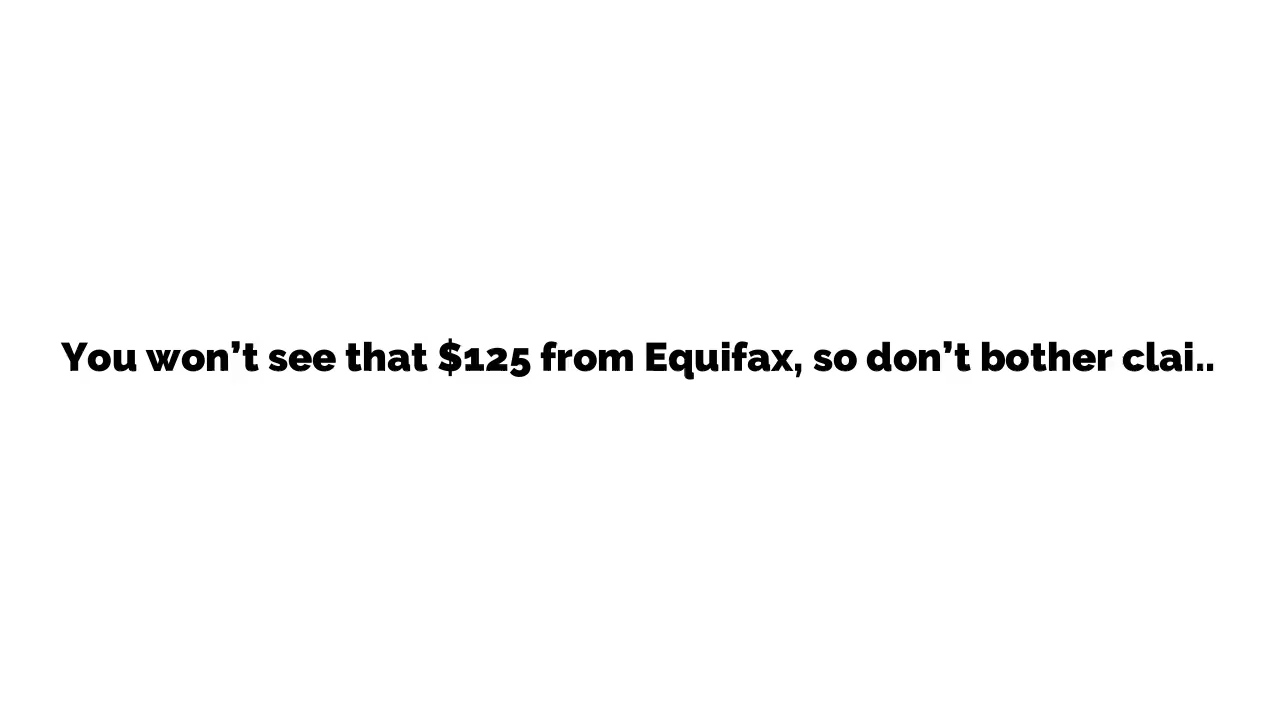 You won’t see that $125 from Equifax, so don’t bother clai..